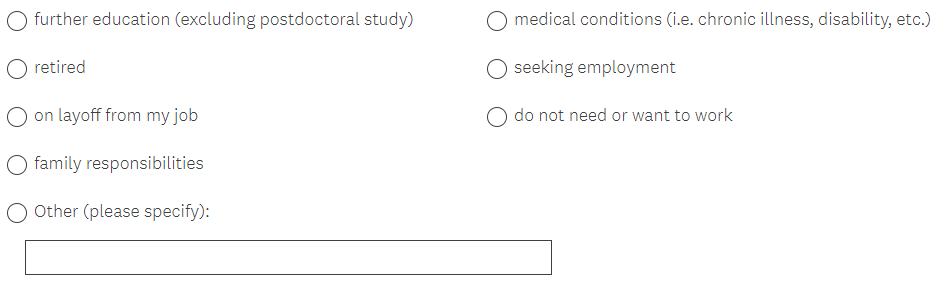 further education (excluding postdoctoral study)
retired
on layoff from my job
family responsibilities
Other (please specify):
medical conditions (i.e. chronic illness, disability, etc.)
seeking employment
do not need or want to work